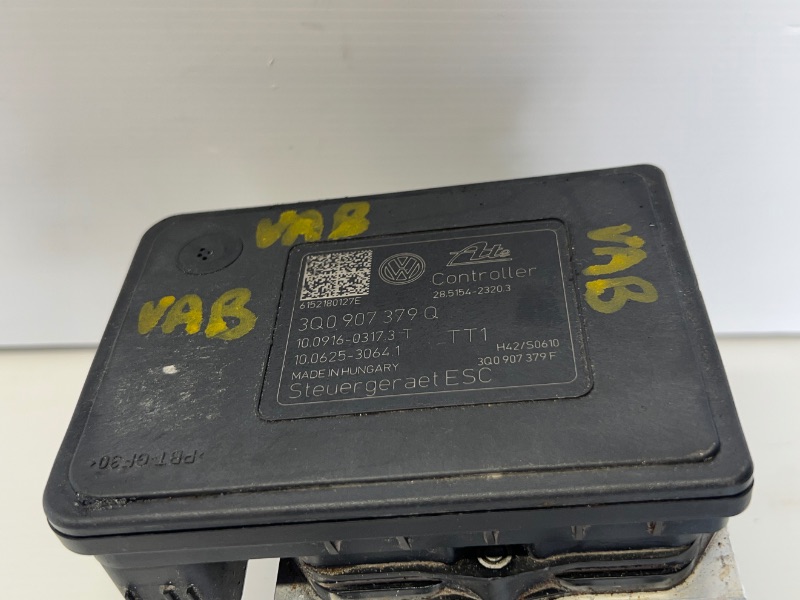 VAB
VAB
VAB
Ate
Controller
28.5154-2320.3
6152180127E
3Q0 907 379 Q
10.0916-0317.3 T
TT1
10.0625-3064.1
H42/S0610
MADE IN HUNGARY
3Q0 907 379 F
Steuergeraet ESC
>PBT-GF30<